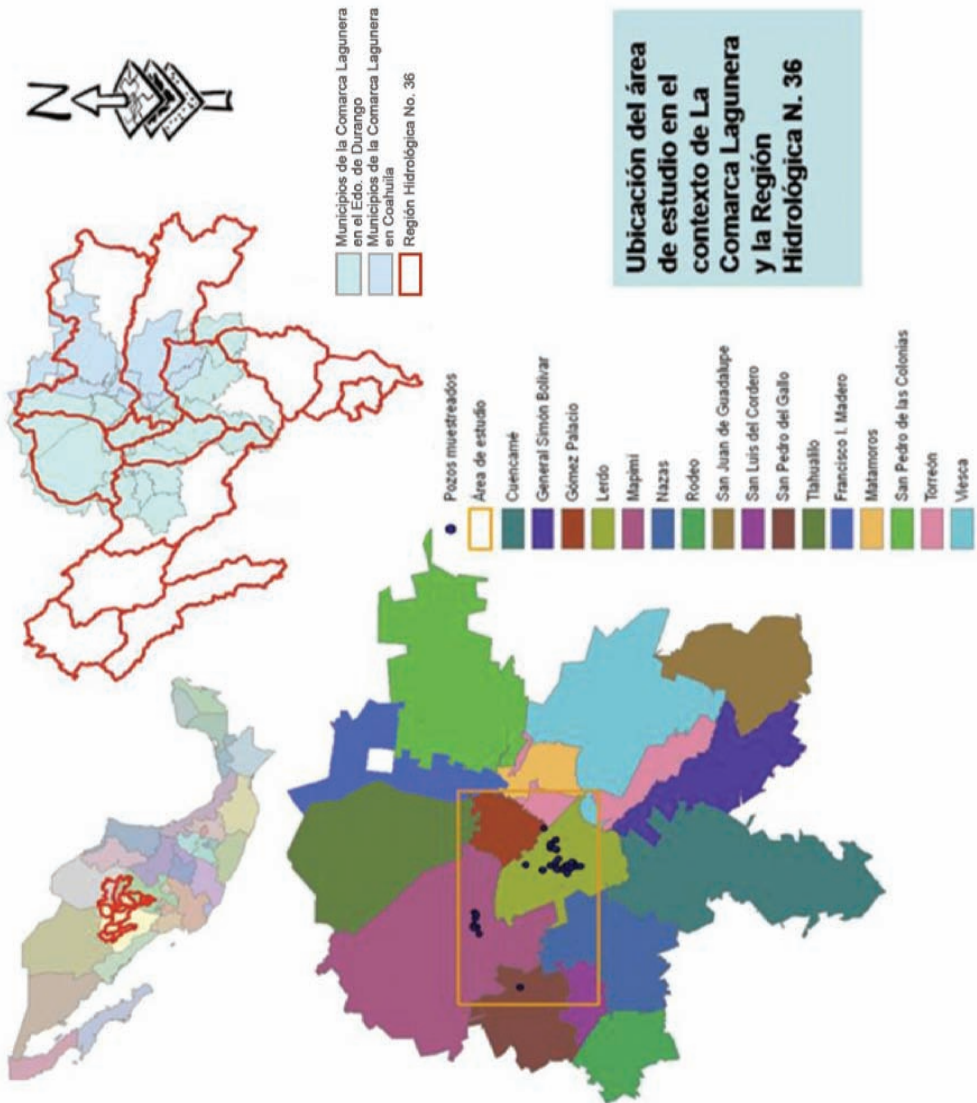 N
Municipios de la Comarca Lagunera
en el Edo. de Durango
Municipios de la Comarca Lagunera
en Coahuila
Región Hidrológica No. 36
Ubicación del área
de estudio en el
contexto de La
Comarca Lagunera
y la Región
Hidrológica N. 36
Pozos muestreados
Área de estudio
Cuencamé
General Simón Bolívar
Gómez Palacio
Lerdo
Mapimí
Nazas
Rodeo
San Juan de Guadalupe
San Luis del Cordero
San Pedro del Gallo
Tlahualilo
Francisco I. Madero
Matamoros
San Pedro de las Colonias
Torreón
Viesca